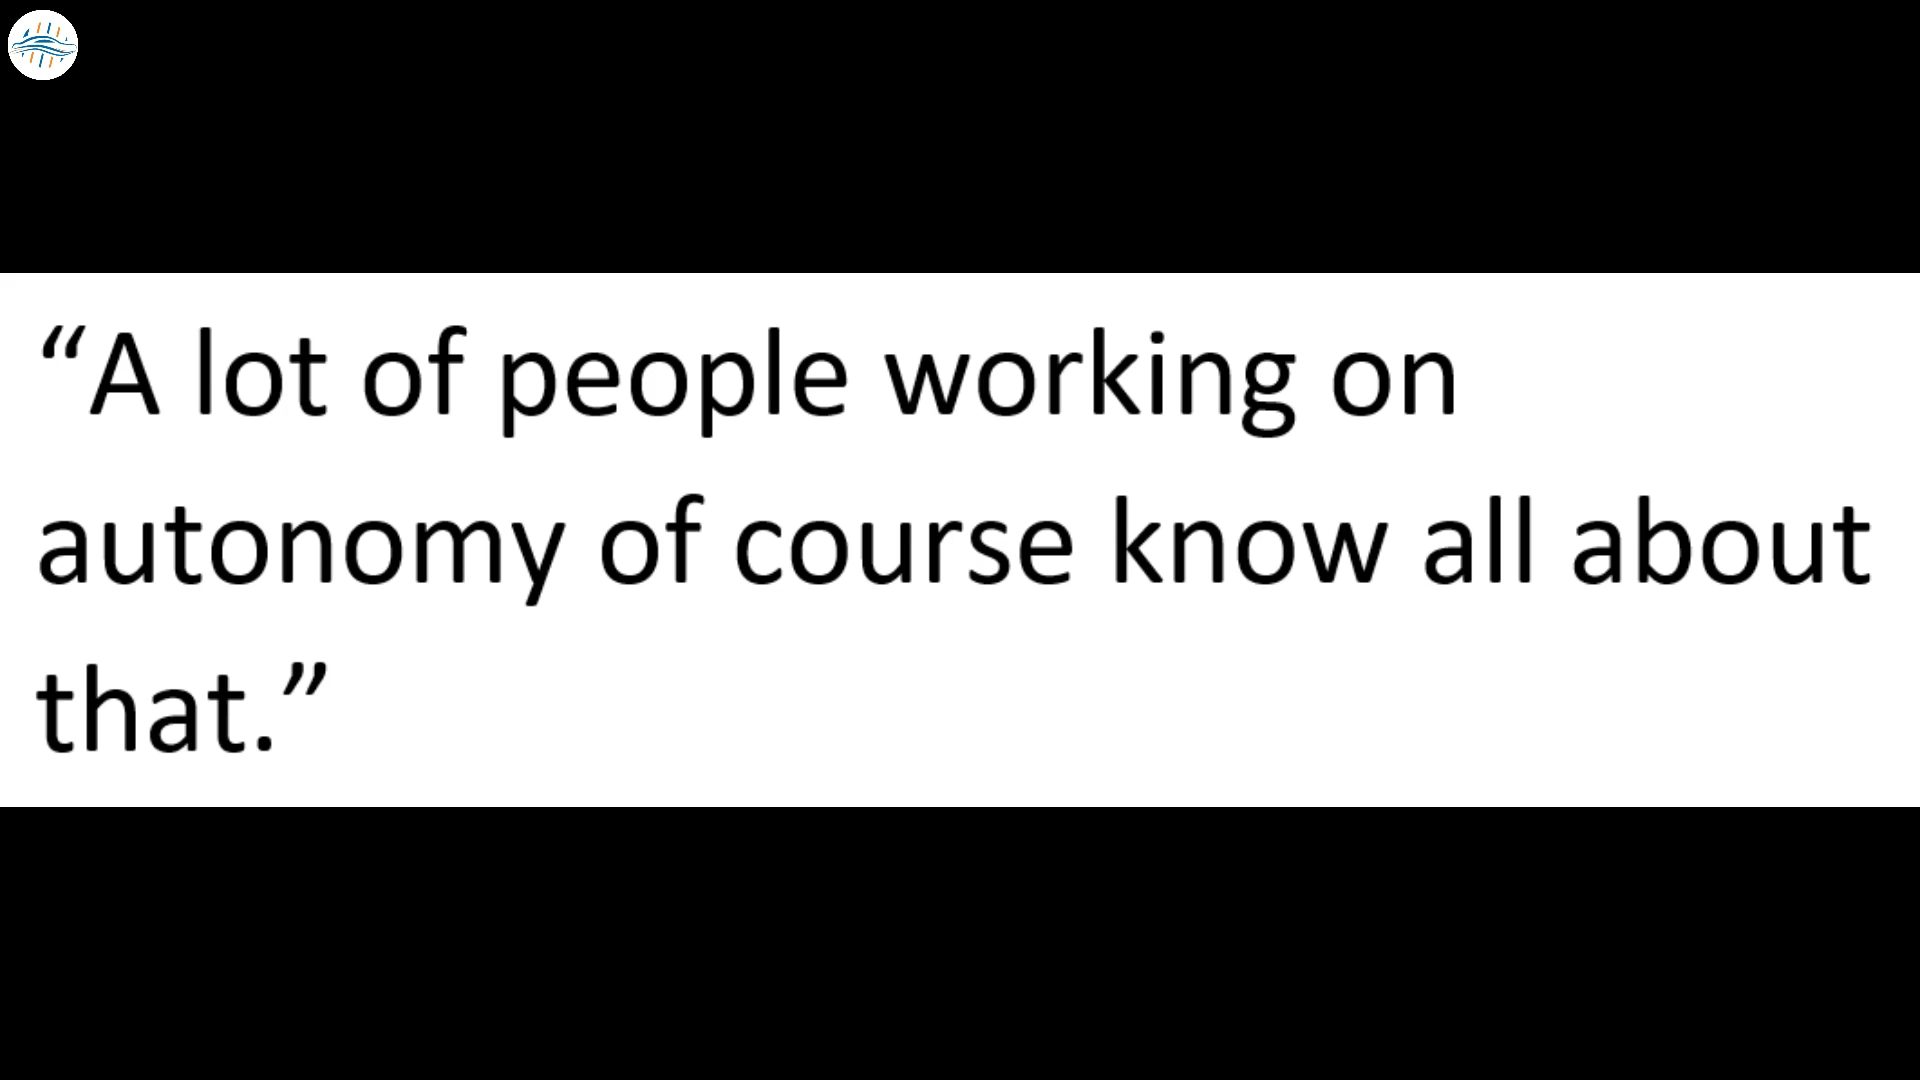 “A lot of people working on
autonomy of course know all about
that.”